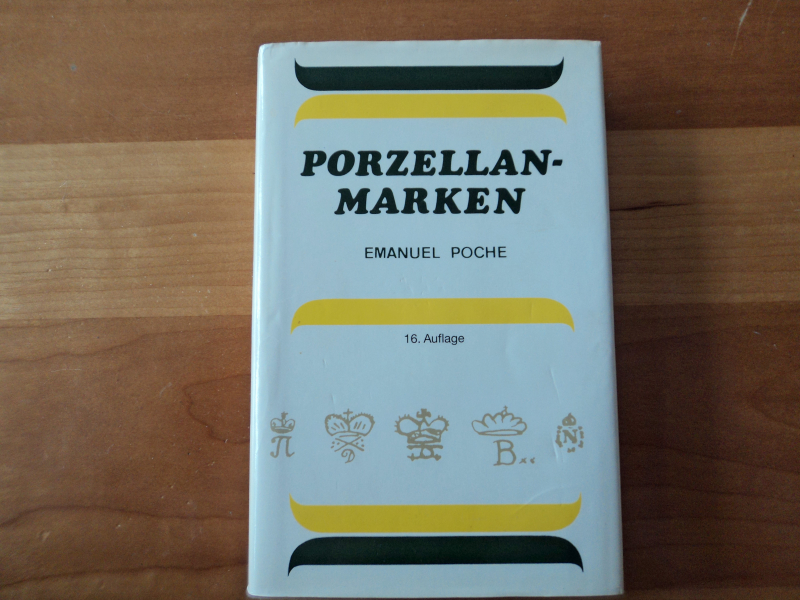 PORZELLAN-
MARKEN
EMANUEL POCHE
16. Auflage
π D B.. N